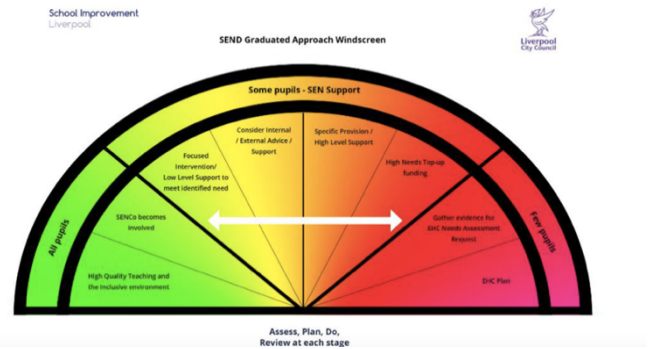 School Improvement
Liverpool
SEND Graduated Approach Windscreen
Liverpool
City Council
Some pupils - SEN Support
All pupils
Few pupils
High Quality Teaching and
the inclusive environment
SENCo becomes
involved
Focused
Intervention/
Low Level Support to
meet identified need
Consider Internal
/ External Advice /
Support
Specific Provision /
High Level Support
High Needs Top-up
funding
Gather evidence for
EHC Needs Assessment
Request
EHC Plan
Assess, Plan, Do,
Review at each stage